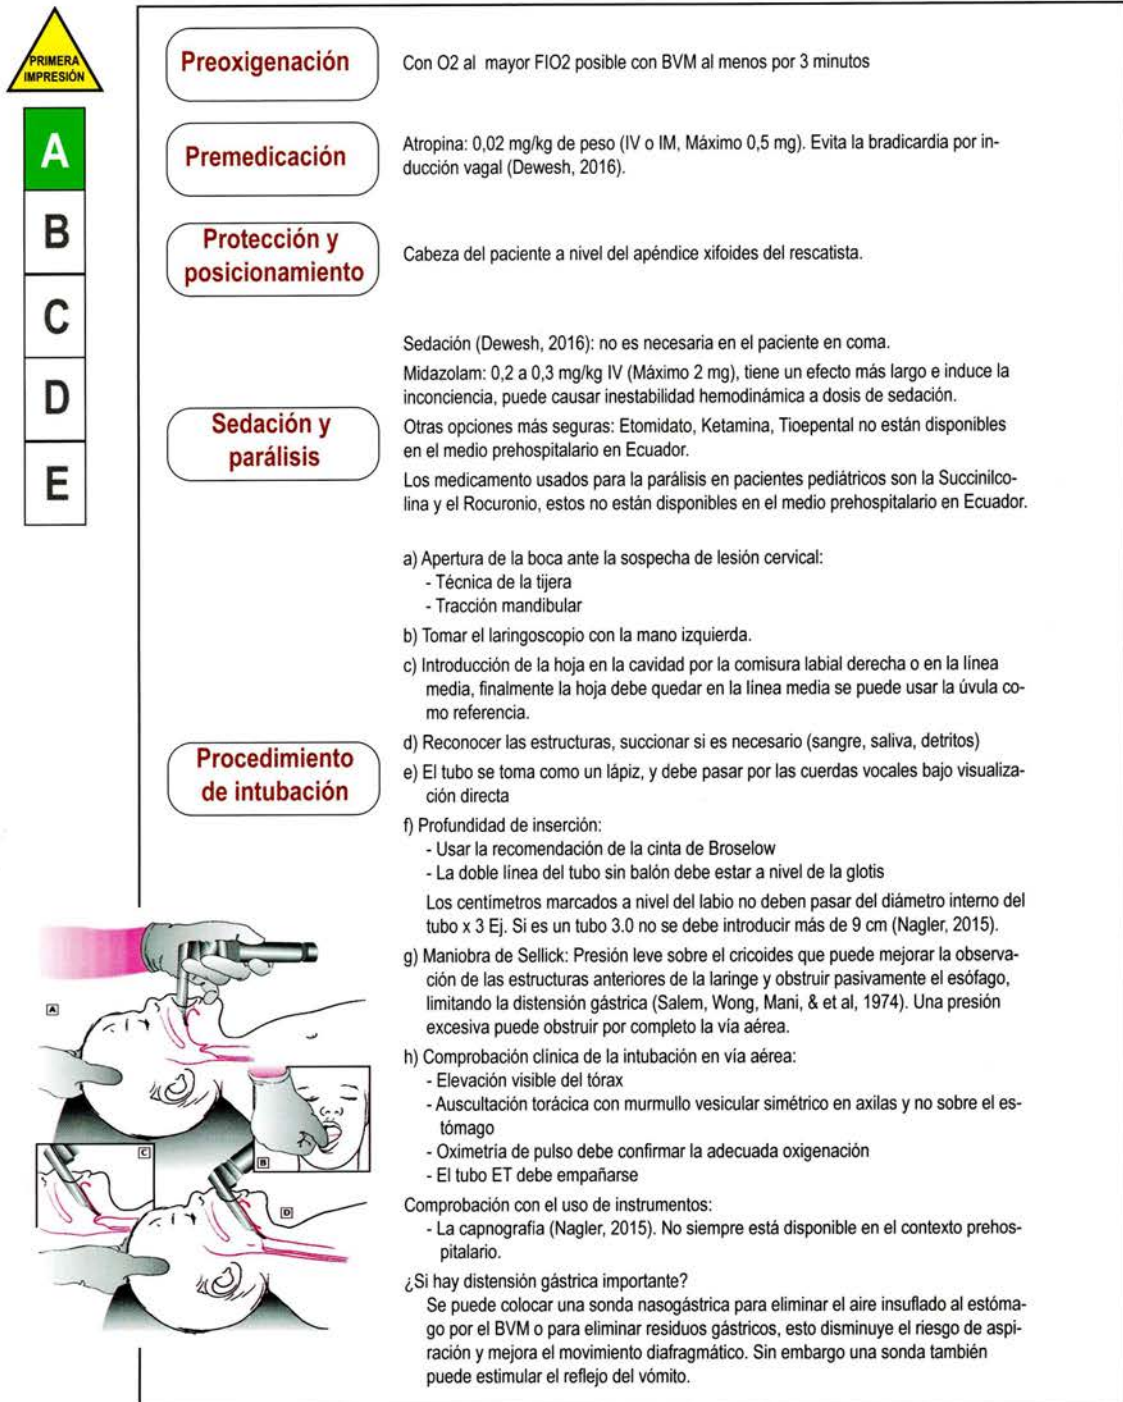 PRIMERA
IMPRESIÓN
A
B
C
D
E
Preoxigenación
Con O2 al mayor FIO2 posible con BVM al menos por 3 minutos
Premedicación
Atropina: 0,02 mg/kg de peso (IV o IM, Máximo 0,5 mg). Evita la bradicardia por in-
ducción vagal (Dewesh, 2016).
Protección y
posicionamiento
Cabeza del paciente a nivel del apéndice xifoides del rescatista.
Sedación y
parálisis
Sedación (Dewesh, 2016): no es necesaria en el paciente en coma.
Midazolam: 0,2 a 0,3 mg/kg IV (Máximo 2 mg), tiene un efecto más largo e induce la
inconciencia, puede causar inestabilidad hemodinámica a dosis de sedación.
Otras opciones más seguras: Etomidato, Ketamina, Tioepental no están disponibles
en el medio prehospitalario en Ecuador.
Los medicamento usados para la parálisis en pacientes pediátricos son la Succinilco-
lina y el Rocuronio, estos no están disponibles en el medio prehospitalario en Ecuador.
Procedimiento
de intubación
a) Apertura de la boca ante la sospecha de lesión cervical:
- Técnica de la tijera
- Tracción mandibular
b) Tomar el laringoscopio con la mano izquierda.
c) Introducción de la hoja en la cavidad por la comisura labial derecha o en la línea
media, finalmente la hoja debe quedar en la línea media se puede usar la úvula co-
mo referencia.
d) Reconocer las estructuras, succionar si es necesario (sangre, saliva, detritos)
e) El tubo se toma como un lápiz, y debe pasar por las cuerdas vocales bajo visualiza-
ción directa
f) Profundidad de inserción:
- Usar la recomendación de la cinta de Broselow
- La doble línea del tubo sin balón debe estar a nivel de la glotis
Los centímetros marcados a nivel del labio no deben pasar del diámetro interno del
tubo x 3 Ej. Si es un tubo 3.0 no se debe introducir más de 9 cm (Nagler, 2015).
g) Maniobra de Sellick: Presión leve sobre el cricoides que puede mejorar la observa-
ción de las estructuras anteriores de la laringe y obstruir pasivamente el esófago,
limitando la distensión gástrica (Salem, Wong, Mani, & et al, 1974). Una presión
excesiva puede obstruir por completo la vía aérea.
h) Comprobación clínica de la intubación en vía aérea:
- Elevación visible del tórax
- Auscultación torácica con murmullo vesicular simétrico en axilas y no sobre el es-
tómago
- Oximetría de pulso debe confirmar la adecuada oxigenación
- El tubo ET debe empañarse
Comprobación con el uso de instrumentos:
- La capnografía (Nagler, 2015). No siempre está disponible en el contexto prehos-
pitalario.
¿Si hay distensión gástrica importante?
Se puede colocar una sonda nasogástrica para eliminar el aire insuflado al estóma-
go por el BVM o para eliminar residuos gástricos, esto disminuye el riesgo de aspi-
ración y mejora el movimiento diafragmático. Sin embargo una sonda también
puede estimular el reflejo del vómito.
A
B
C
D